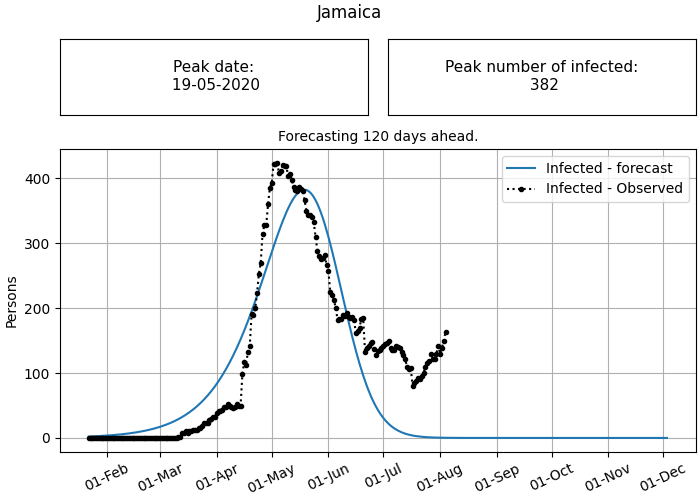 Jamaica
Peak date:
19-05-2020
Peak number of infected:
382
Forecasting 120 days ahead.
Infected - forecast
Infected - Observed
Persons
400
300
200
100
0
01-Feb
01-Mar
01-Apr
01-May
01-Jun
01-Jul
01-Aug
01-Sep
01-Oct
01-Nov
01-Dec